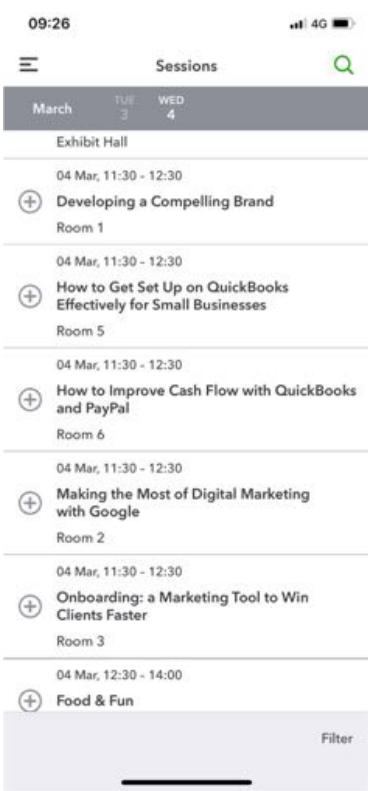 09:26
4G
Sessions
March
TUE
3
WED
4
Exhibit Hall
04 Mar, 11:30 - 12:30
Developing a Compelling Brand
Room 1
04 Mar, 11:30 - 12:30
How to Get Set Up on QuickBooks
Effectively for Small Businesses
Room 5
04 Mar, 11:30 - 12:30
How to Improve Cash Flow with QuickBooks
and PayPal
Room 6
04 Mar, 11:30 - 12:30
Making the Most of Digital Marketing
with Google
Room 2
04 Mar, 11:30 - 12:30
Onboarding: a Marketing Tool to Win
Clients Faster
Room 3
04 Mar, 12:30 - 14:00
Food & Fun
Filter